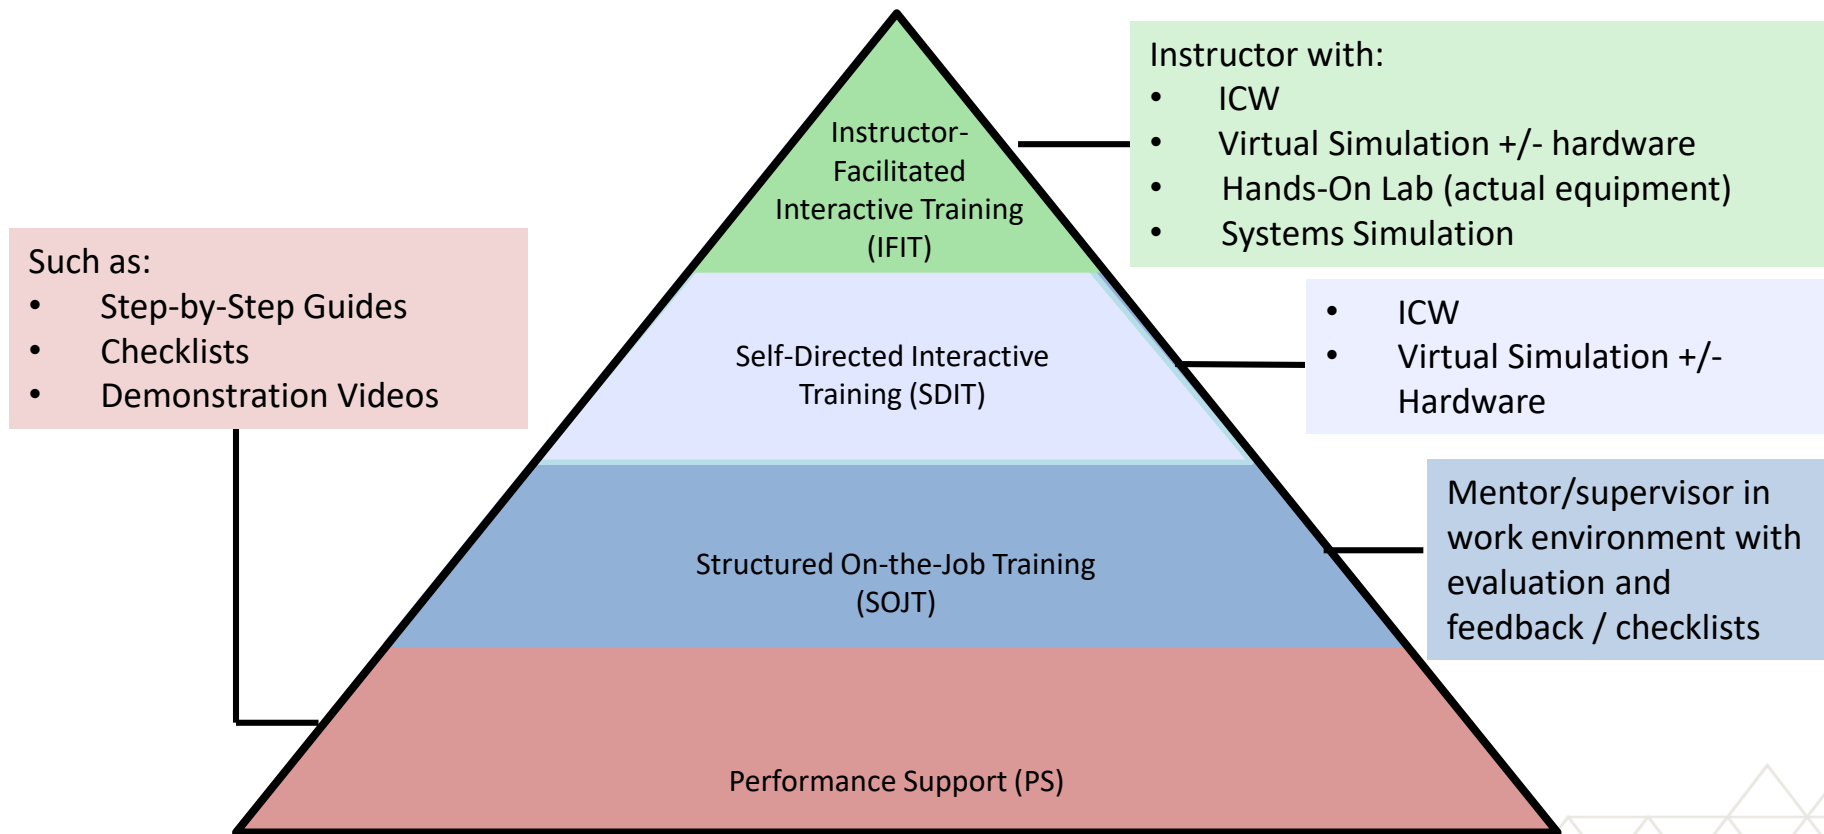 Instructor-
Facilitated
Interactive Training
(IFIT)
Self-Directed Interactive
Training (SDIT)
Structured On-the-Job Training
(SOJT)
Performance Support (PS)
Such as:
• Step-by-Step Guides
• Checklists
• Demonstration Videos
Instructor with:
• ICW
• Virtual Simulation +/- hardware
• Hands-On Lab (actual equipment)
• Systems Simulation
• ICW
• Virtual Simulation +/-
Hardware
Mentor/supervisor in
work environment with
evaluation and
feedback / checklists